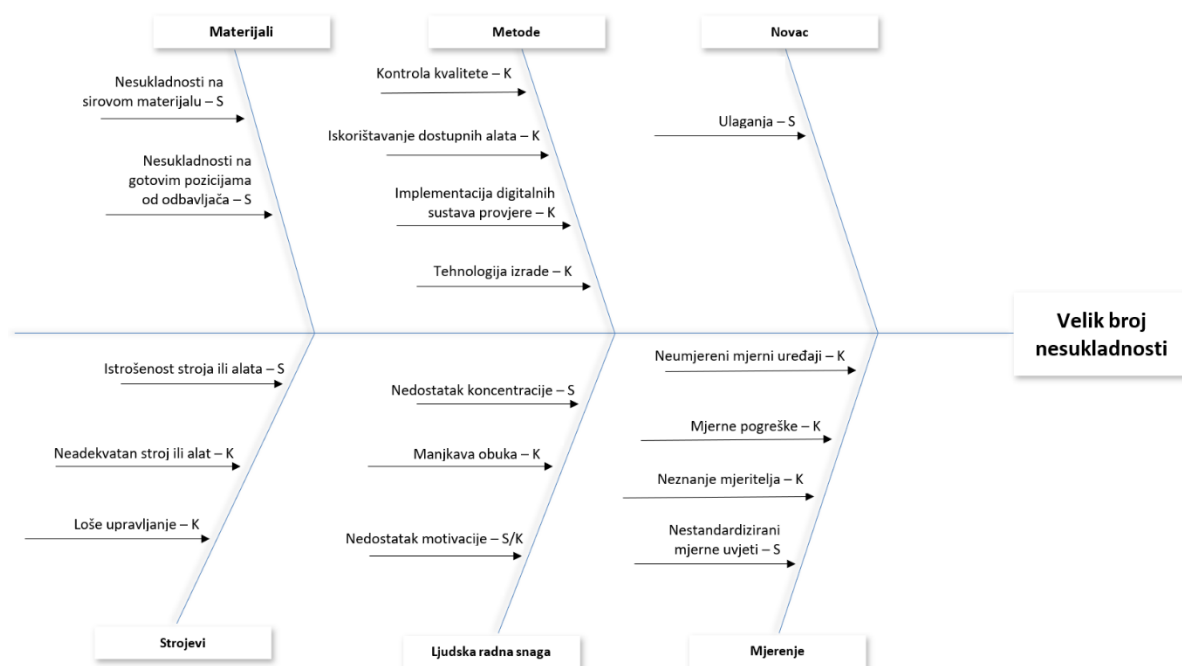 Materijali
Metode
Novac
Nesukladnosti na
sirovom materijalu – S
Nesukladnosti na
gotovim pozicijama
od odbavljača – S
Kontrola kvalitete – K
Iskorištavanje dostupnih alata – K
Implementacija digitalnih
sustava provjere – K
Tehnologija izrade – K
Ulaganja – S
Velik broj
nesukladnosti
Istrošenost stroja ili alata – S
Neadekvatan stroj ili alat – K
Loše upravljanje – K
Nedostatak koncentracije – S
Manjkava obuka – K
Nedostatak motivacije – S/K
Neumjereni mjerni uređaji – K
Mjerne pogreške – K
Neznanje mjeritelja – K
Nestandardizirani
mjerne uvjeti – S
Strojevi
Ljudska radna snaga
Mjerenje